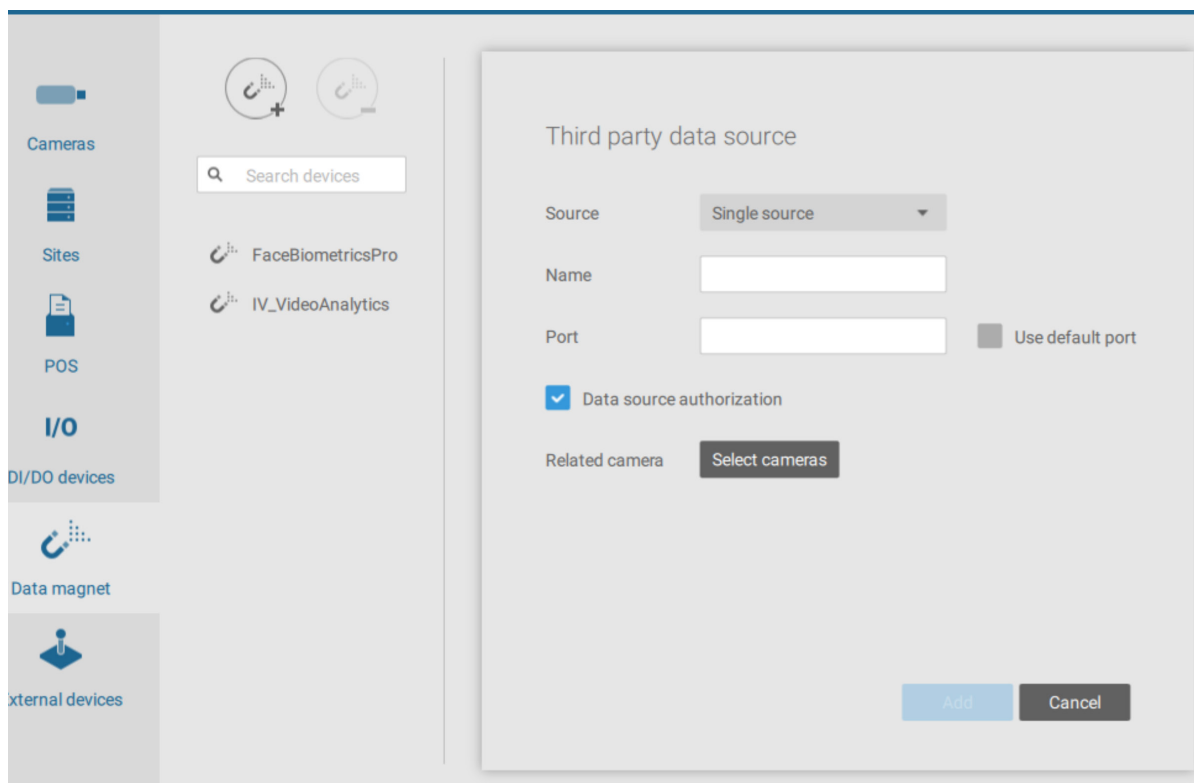 Cameras
Sites
POS
I/O
DI/DO devices
Data magnet
xternal devices
Search devices
FaceBiometricsPro
IV_VideoAnalytics
Third party data source
Source Single source
Name
Port Use default port
Data source authorization
Related camera Select cameras
Add Cancel